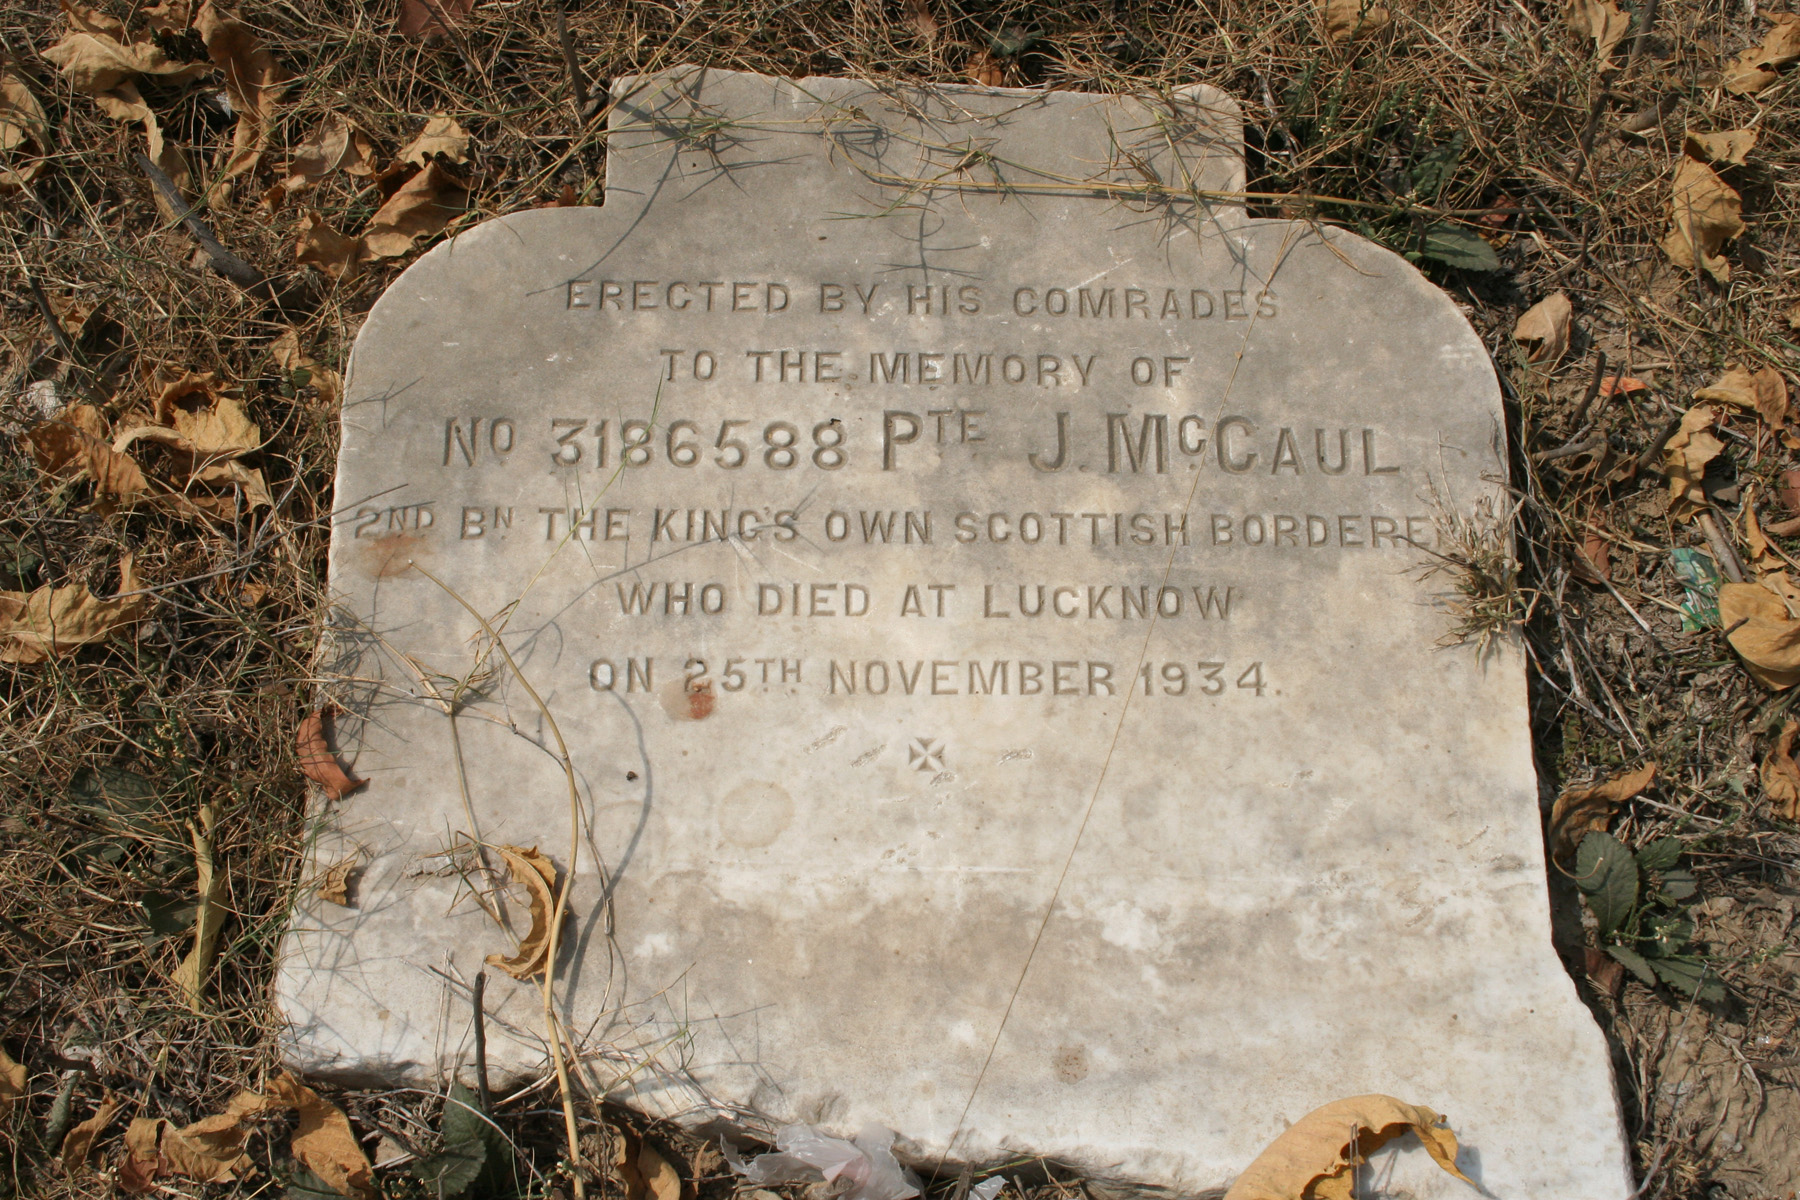 ERECTED BY HIS COMRADES
TO THE MEMORY OF
No 3186588 PTE J. McCAUL
2ND BN THE KING'S OWN SCOTTISH
WHO DIED AT LUCKNOW
ON 25TH NOVEMBER 1934.